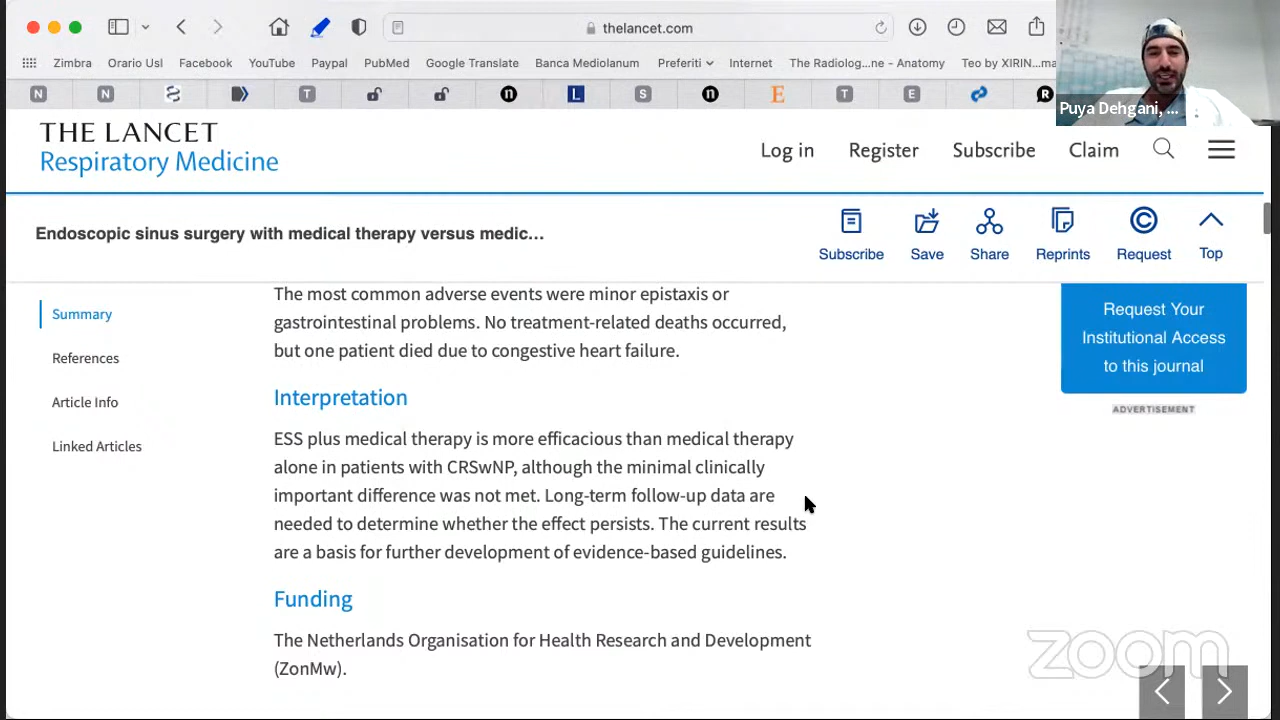 thelancet.com
Zimbra Orario Usl Facebook YouTube Paypal PubMed Google Translate Banca Mediolanum Preferiti Internet The Radiolog...ne - Anatomy Teo by XIRIN...ma
N N T L S n E T E R
Puya Dehgani, ...
THE LANCET
Respiratory Medicine
Log in Register Subscribe Claim
Endoscopic sinus surgery with medical therapy versus medic...
Subscribe Save Share Reprints Request Top
Summary
References
Article Info
Linked Articles
The most common adverse events were minor epistaxis or
gastrointestinal problems. No treatment-related deaths occurred,
but one patient died due to congestive heart failure.
Interpretation
ESS plus medical therapy is more efficacious than medical therapy
alone in patients with CRSwNP, although the minimal clinically
important difference was not met. Long-term follow-up data are
needed to determine whether the effect persists. The current results
are a basis for further development of evidence-based guidelines.
Funding
The Netherlands Organisation for Health Research and Development
(ZonMw).
Request Your
Institutional Access
to this journal
ADVERTISEMENT
zoom